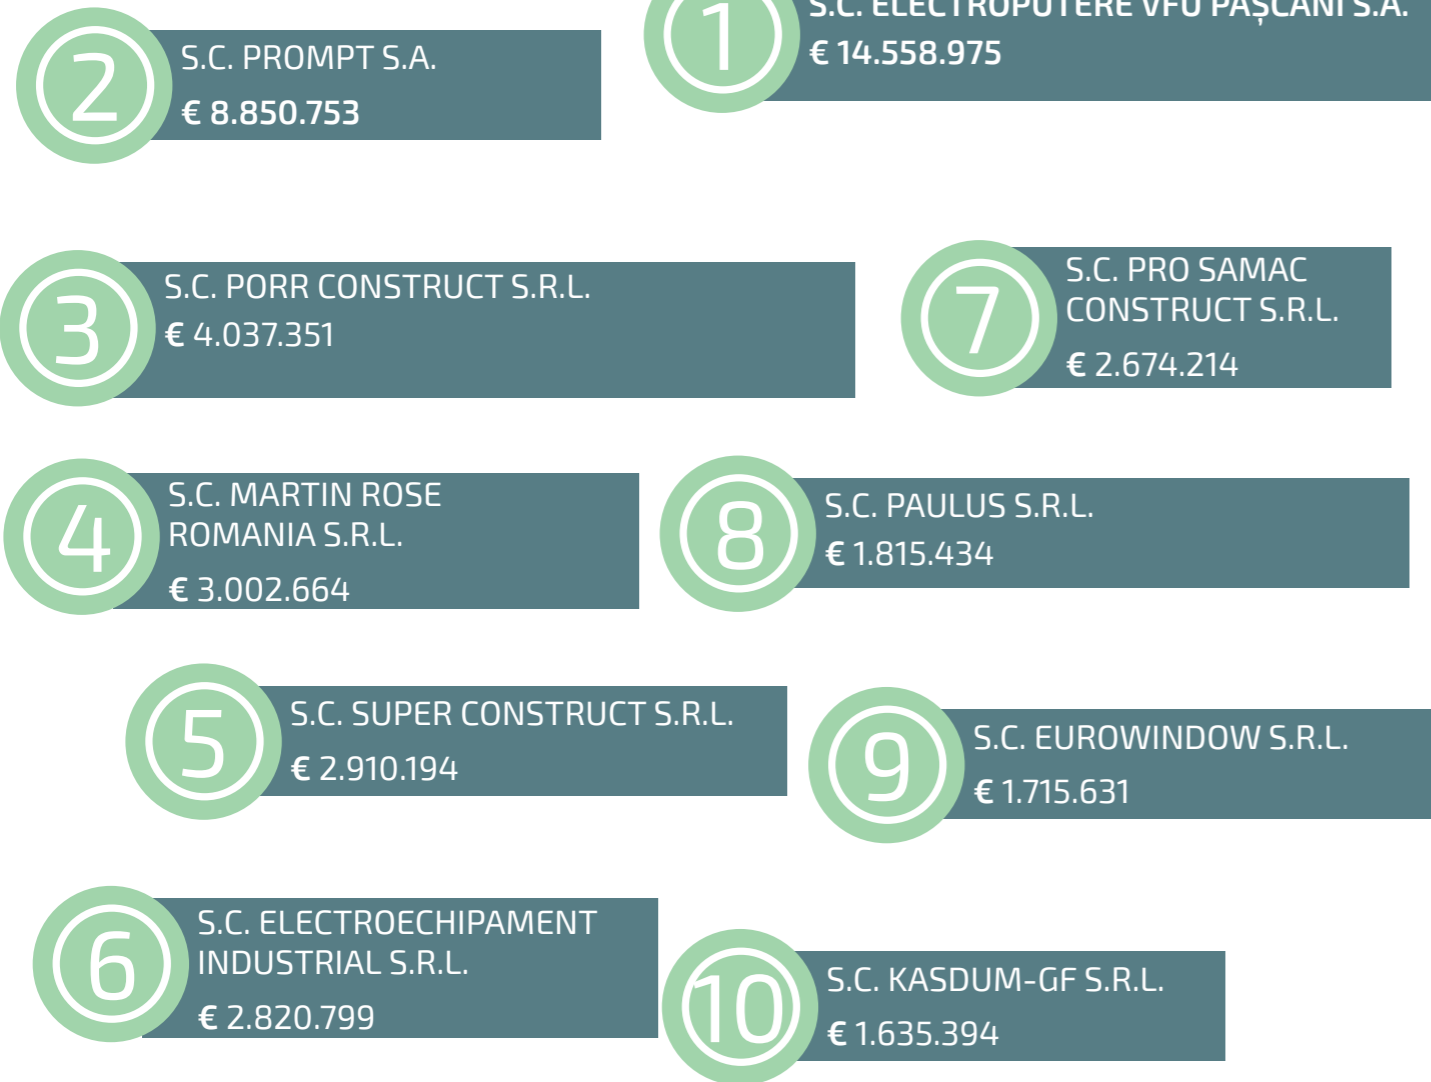 1
S.C. ELECTROPUTERE VFU PAȘCANI S.A.
€ 14.558.975
2
S.C. PROMPT S.A.
€ 8.850.753
3
S.C. PORR CONSTRUCT S.R.L.
€ 4.037.351
4
S.C. MARTIN ROSE
ROMANIA S.R.L.
€ 3.002.664
5
S.C. SUPER CONSTRUCT S.R.L.
€ 2.910.194
6
S.C. ELECTROECHIPAMENT
INDUSTRIAL S.R.L.
€ 2.820.799
7
S.C. PRO SAMAC
CONSTRUCT S.R.L.
€ 2.674.214
8
S.C. PAULUS S.R.L.
€ 1.815.434
9
S.C. EUROWINDOW S.R.L.
€ 1.715.631
10
S.C. KASDUM-GF S.R.L.
€ 1.635.394